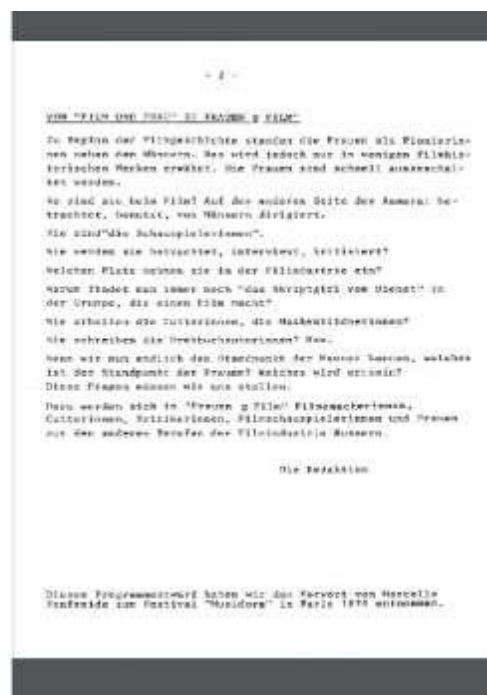 - 2 -
VON "FILM UND FRAU" ZU FRAUEN & FILM"
Zu Beginn der Filmgeschichte standen die Frauen als Pionierin-
nen neben den Männern. Das wird jedoch nur in wenigen filmhis-
torischen Werken erwähnt. Die Frauen sind schnell ausgeschal-
tet worden.
Wo sind sie beim Film? Auf der anderen Seite der Kamera: be-
trachtet, benutzt, von Männern dirigiert.
Sie sind "die Schauspielerinnen".
Wie werden sie betrachtet, interviewt, kritisiert?
Welchen Platz nehmen sie in der Filmindustrie ein?
Warum findet man immer noch "das Skriptgirl vom Dienst" in
der Gruppe, die einen Film macht?
Wie arbeiten die Cutterinnen, die
Wie schreiben die Drehbuchautorinnen? Usw.
Wenn wir nun endlich den Standpunkt der Männer kennen, welches
ist der Standpunkt der Frauen? Welches wird er sein?
Diese Fragen müssen wir uns stellen.
Dazu werden sich in "Frauen & Film" Filmemacherinnen,
Cutterinnen, Kritikerinnen, Filmschauspielerinnen und Frauen
aus den anderen Berufen der Filmindustrie äussern.
Die Redaktion
Diesen Programmentwurf haben wir dem Vorwort von
zum Festival "Musidora" in Paris 1974 entnommen.